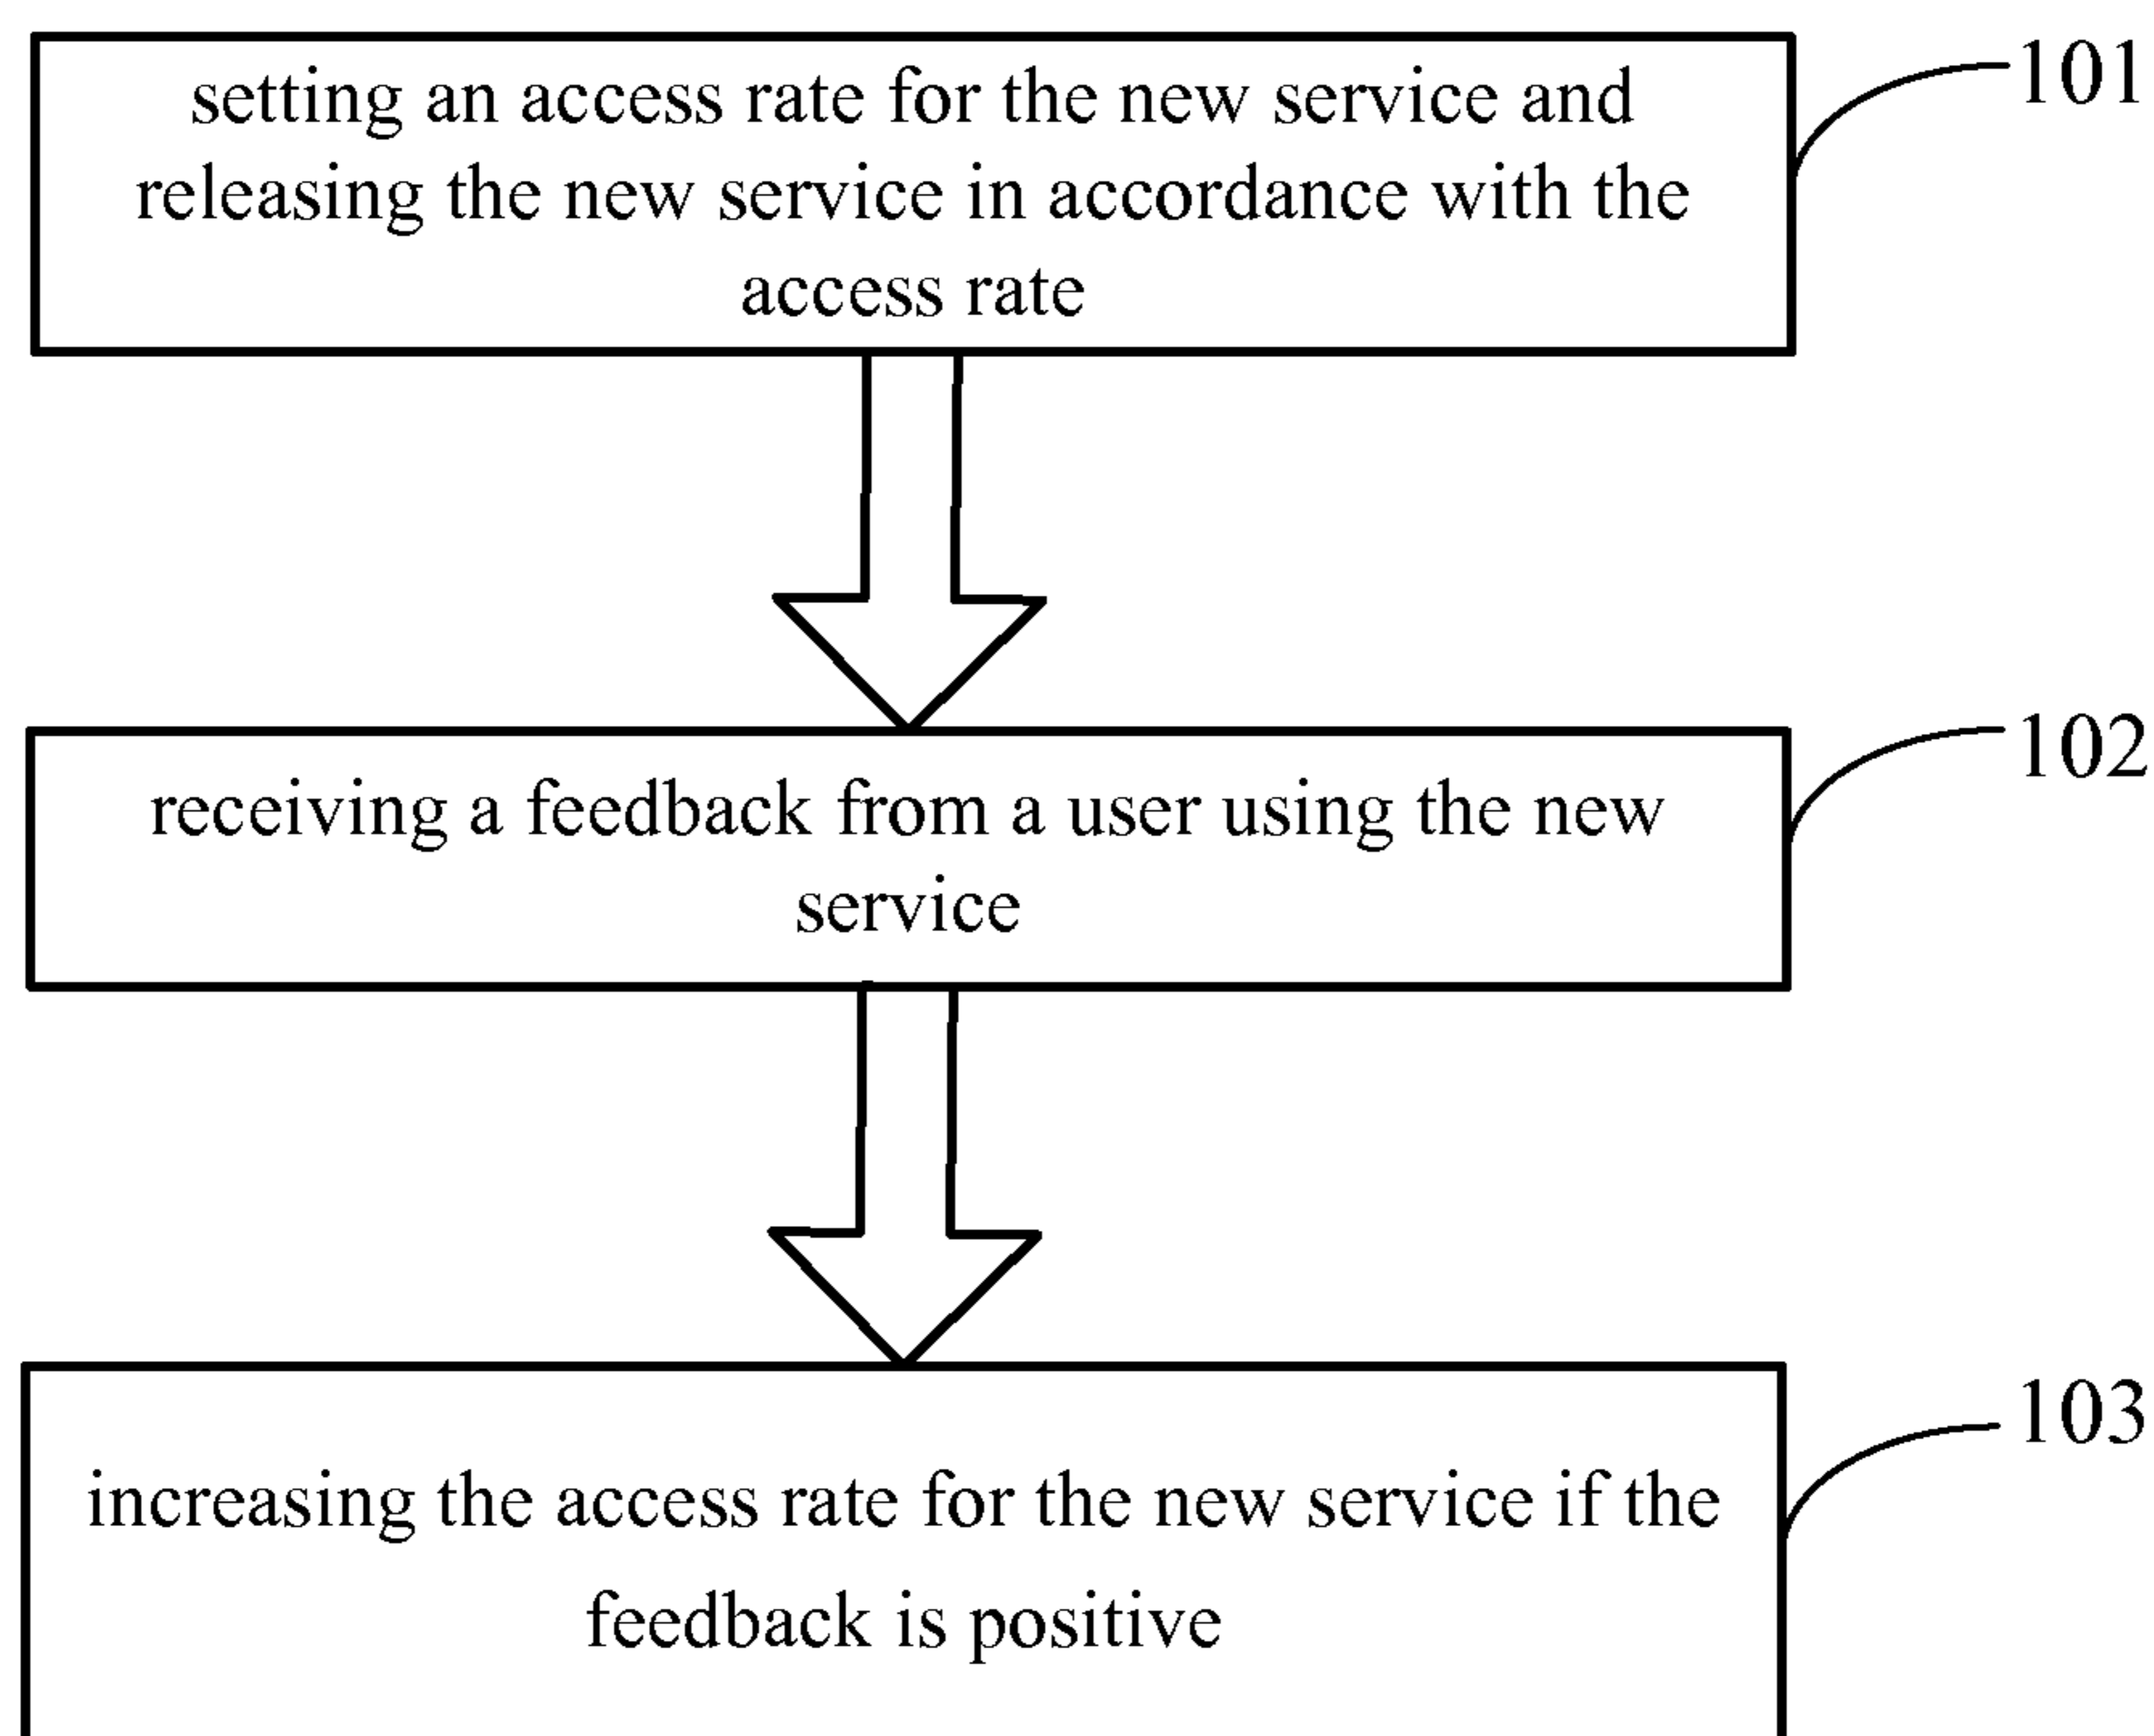 setting an access rate for the new service and
101
releasing the new service in accordance with the
access rate
receiving a feedback from a user using the new
102
service
increasing the access rate for the new service if the
103
feedback is positive